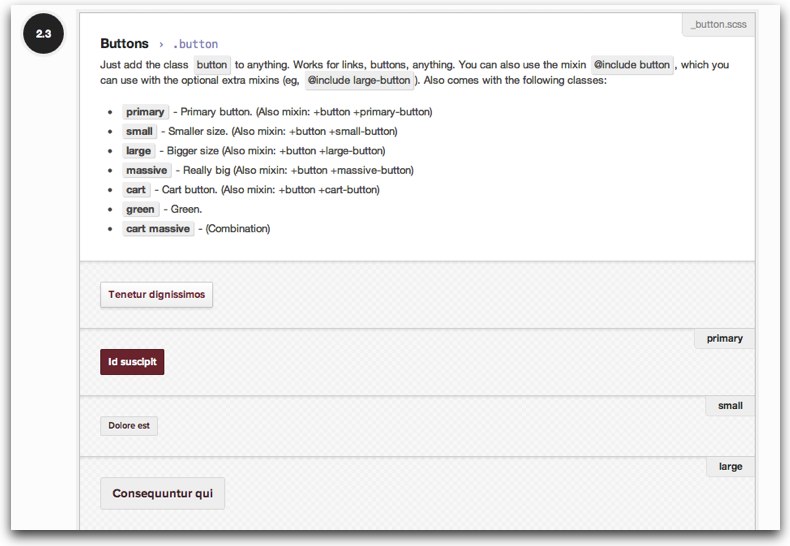 2.3
_button.scss
Buttons › .button
Just add the class button to anything. Works for links, buttons, anything. You can also use the mixin @include button, which you
can use with the optional extra mixins (eg, @include large-button). Also comes with the following classes:
• primary - Primary button. (Also mixin: +button +primary-button)
• small - Smaller size. (Also mixin: +button +small-button)
• large - Bigger size (Also mixin: +button +large-button)
• massive - Really big (Also mixin: +button +massive-button)
• cart - Cart button. (Also mixin: +button +cart-button)
• green - Green.
• cart massive - (Combination)
Tenetur dignissimos
primary
Id suscipit
small
Dolore est
large
Consequuntur qui